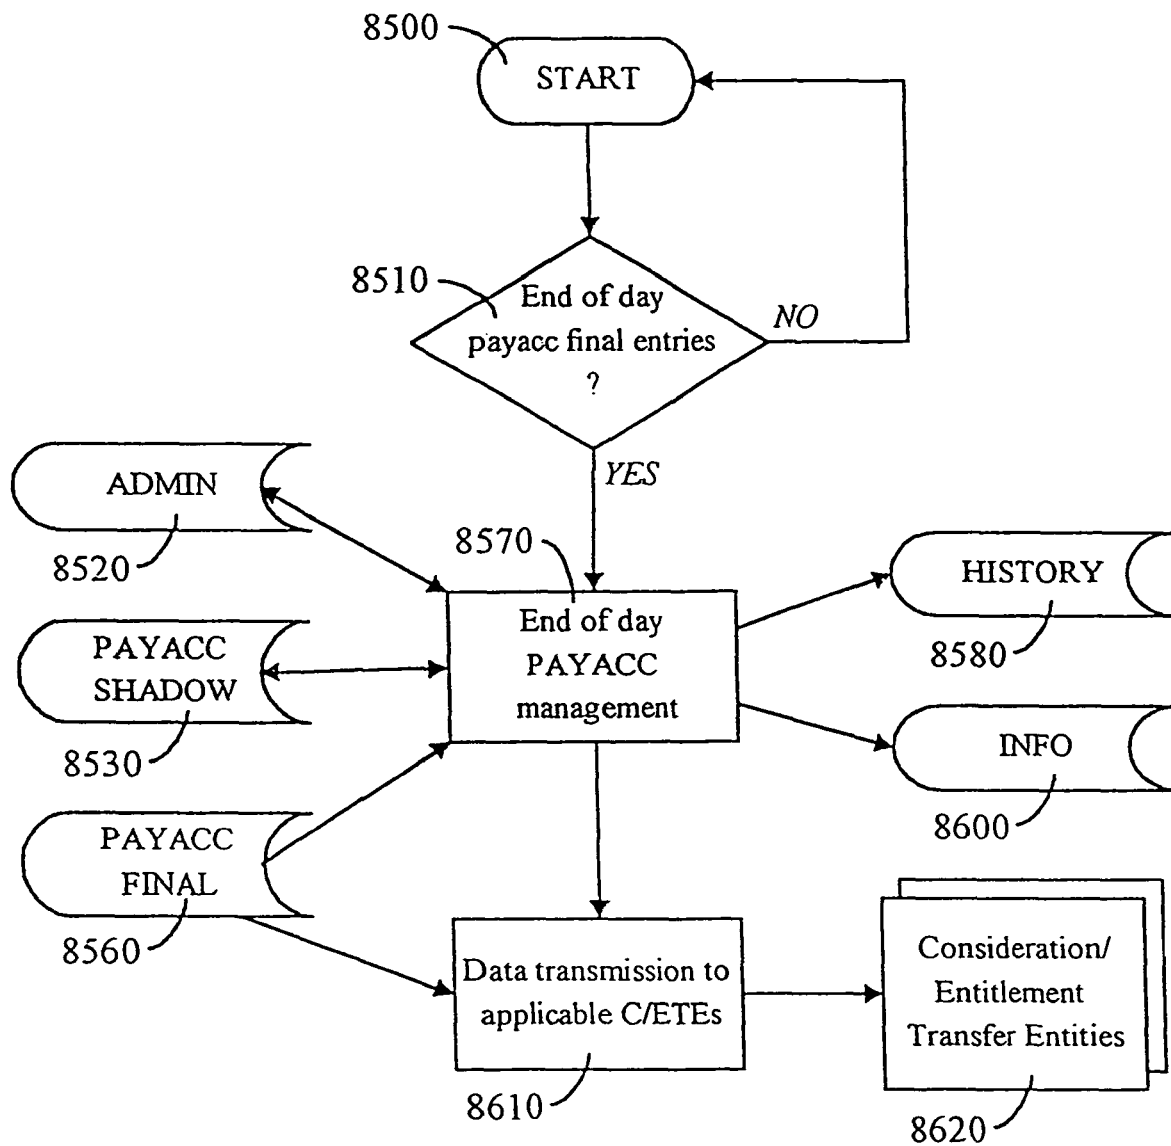 8500
START
8510
End of day
payacc final entries
?
NO
YES
ADMIN
8520
8570
End of day
PAYACC
management
HISTORY
8580
PAYACC
SHADOW
8530
INFO
8600
PAYACC
FINAL
8560
Data transmission to
applicable C/ETEs
8610
Consideration/
Entitlement
Transfer Entities
8620